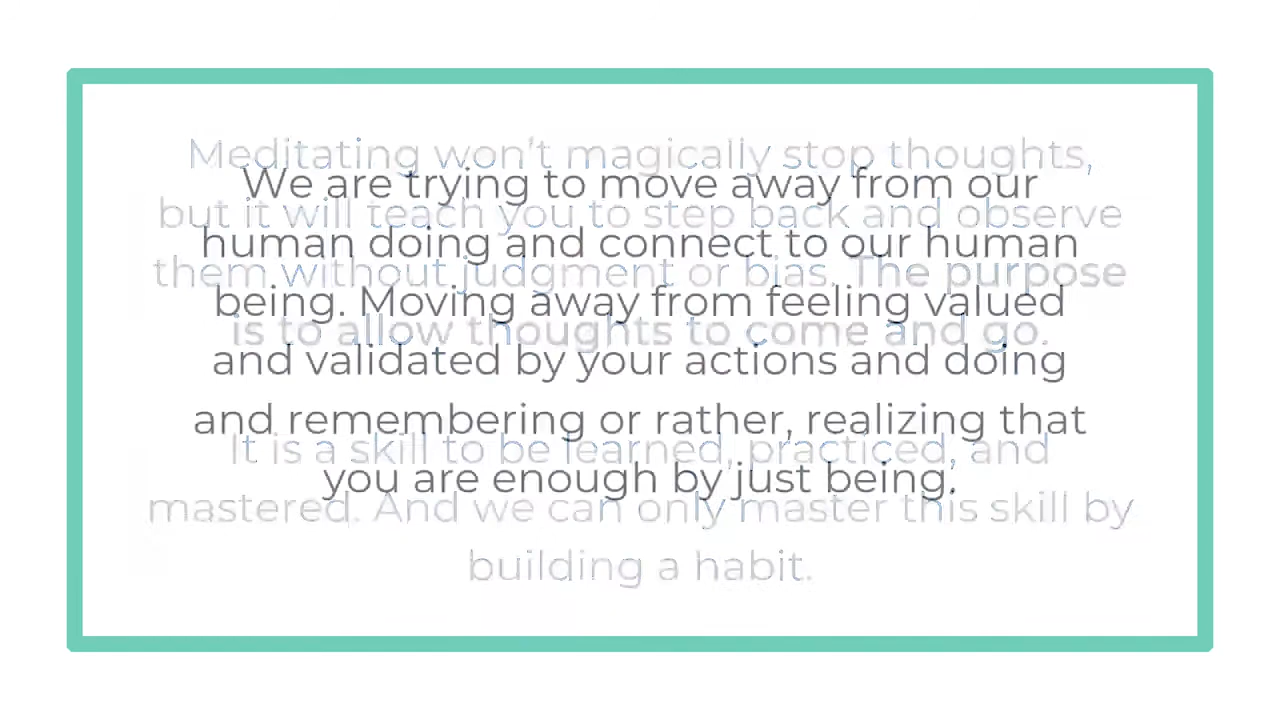 We are trying to move away from our
human doing and connect to our human
being. Moving away from feeling valued
and validated by your actions and doing
and remembering or rather, realizing that
you are enough by just being.
Meditating won't magically stop thoughts,
but it will teach you to step back and observe
them without judgment or bias. The purpose
is to allow thoughts to come and go.
It is a skill to be learned, practiced, and
mastered. And we can only master this skill by
building a habit.